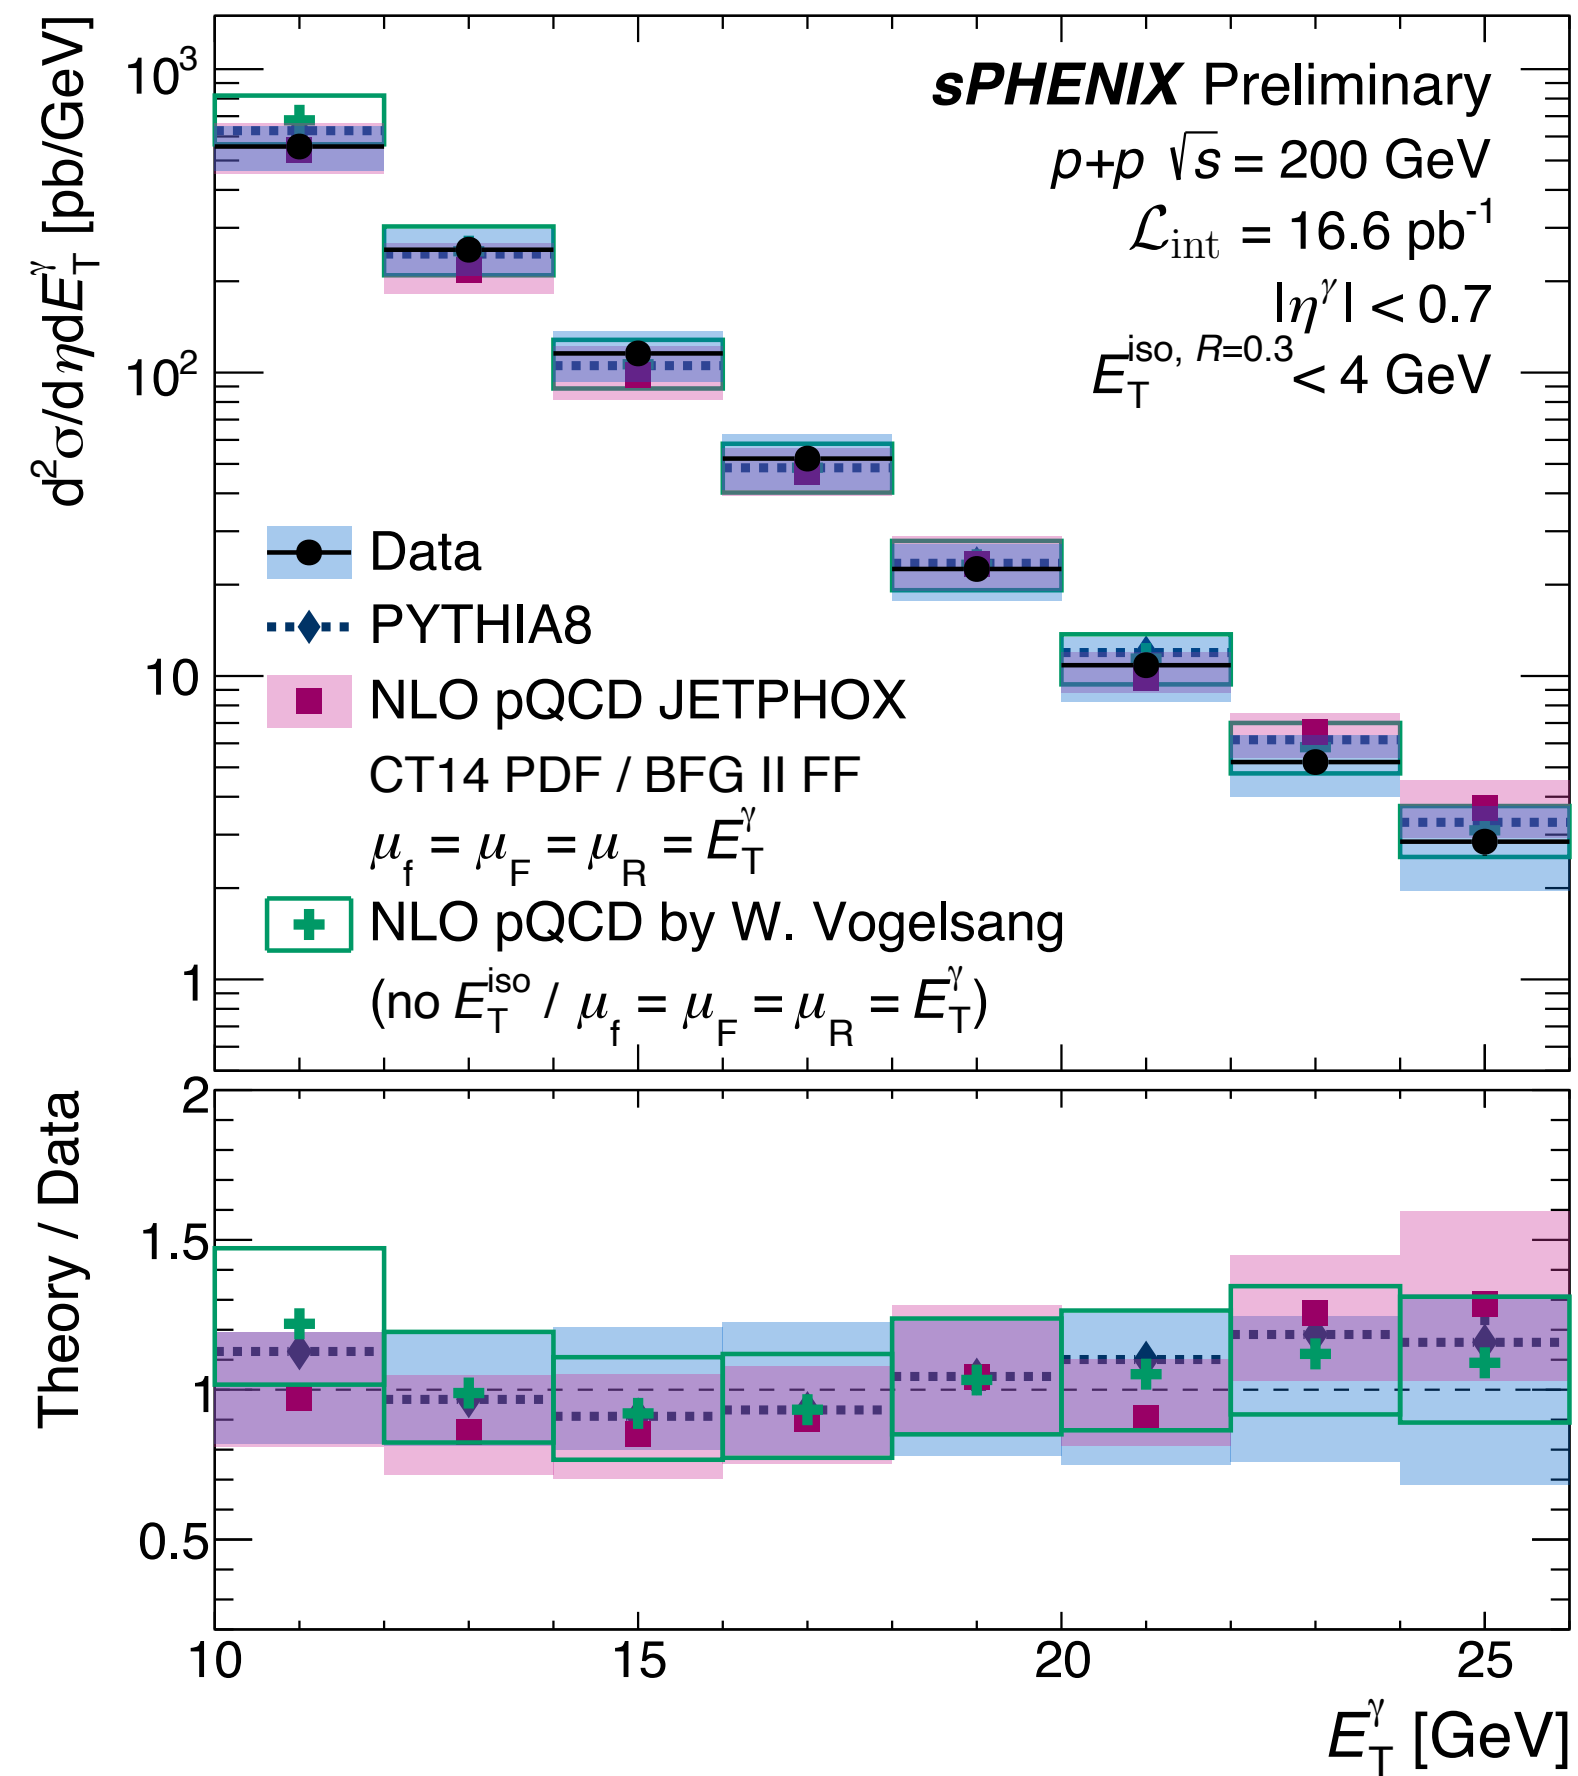 sPHENIX Preliminary
p+p √s = 200 GeV
ℒint = 16.6 pb-1
|ηγ| < 0.7
ETiso, R=0.3 < 4 GeV
d2σ/dηdETγ [pb/GeV]
103
102
10
1
Data
PYTHIA8
NLO pQCD JETPHOX
CT14 PDF / BFG II FF
μf = μF = μR = ETγ
NLO pQCD by W. Vogelsang
(no ETiso / μf = μF = μR = ETγ)
Theory / Data
2
1.5
1
0.5
10 15 20 25
ETγ [GeV]